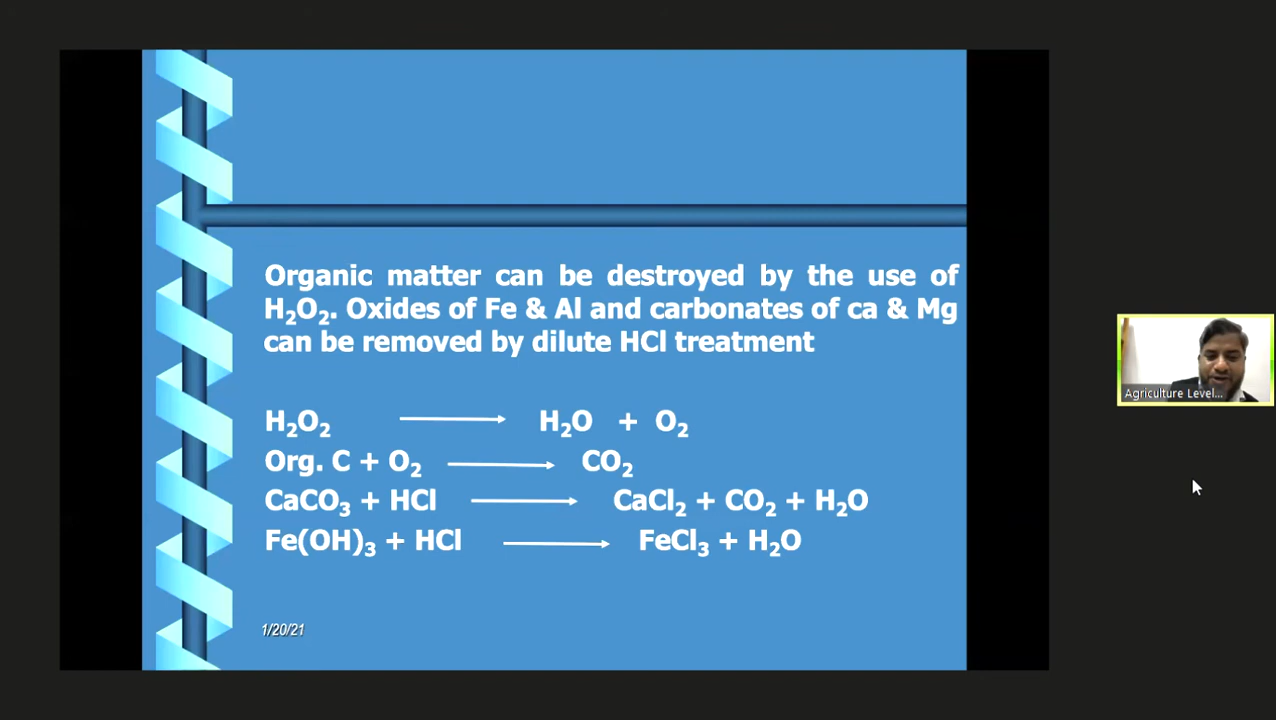 Organic matter can be destroyed by the use of
H₂O₂. Oxides of Fe & Al and carbonates of ca & Mg
can be removed by dilute HCl treatment
H₂O₂ ⟶ H₂O + O₂
Org. C + O₂ ⟶ CO₂
CaCO₃ + HCl ⟶ CaCl₂ + CO₂ + H₂O
Fe(OH)₃ + HCl ⟶ FeCl₃ + H₂O
1/20/21
Agriculture Level...